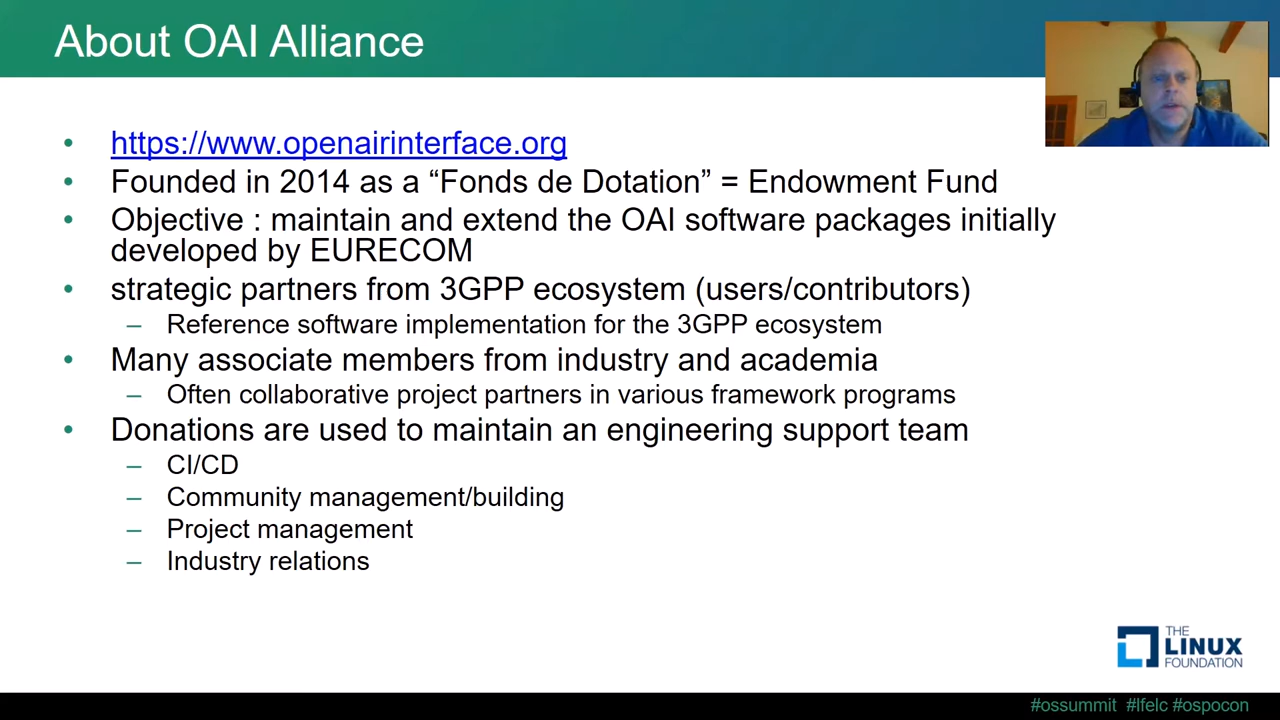 About OAI Alliance
• https://www.openairinterface.org
• Founded in 2014 as a “Fonds de Dotation” = Endowment Fund
• Objective : maintain and extend the OAI software packages initially
developed by EURECOM
• strategic partners from 3GPP ecosystem (users/contributors)
– Reference software implementation for the 3GPP ecosystem
• Many associate members from industry and academia
– Often collaborative project partners in various framework programs
• Donations are used to maintain an engineering support team
– CI/CD
– Community management/building
– Project management
– Industry relations
THE
LINUX
FOUNDATION
#ossummit #lfelc #ospocon